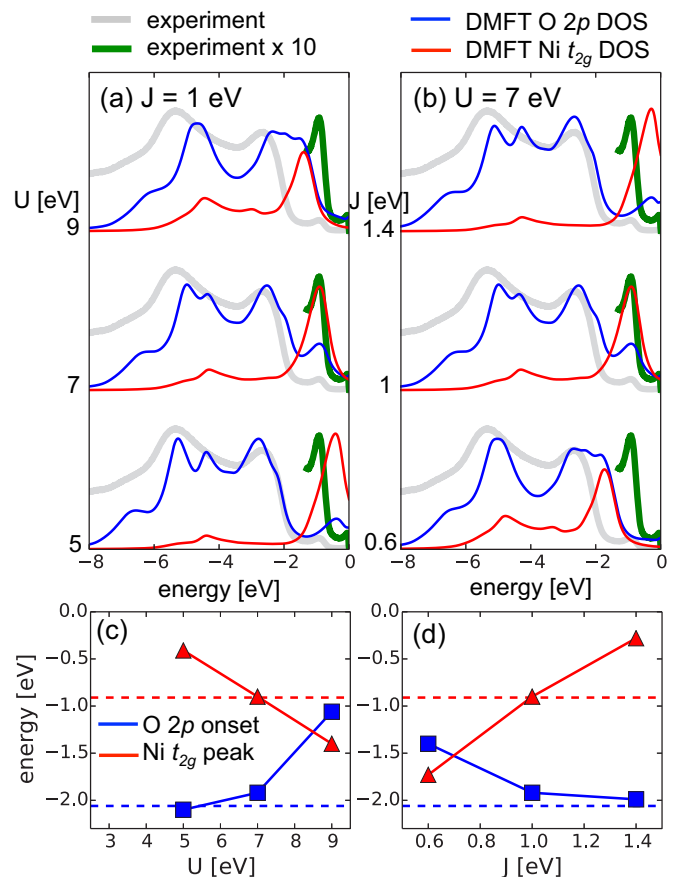 experiment
experiment x 10
DMFT O 2p DOS
DMFT Ni t2g DOS
(a) J = 1 eV
U [eV]
9
7
5
−8 −6 −4 −2 0
energy [eV]
(b) U = 7 eV
J [eV]
1.4
1
0.6
−8 −6 −4 −2 0
energy [eV]
(c)
energy [eV]
0.0
−0.5
−1.0
−1.5
−2.0
O 2p onset
Ni t2g peak
3 4 5 6 7 8 9
U [eV]
(d)
0.6 0.8 1.0 1.2 1.4
J [eV]